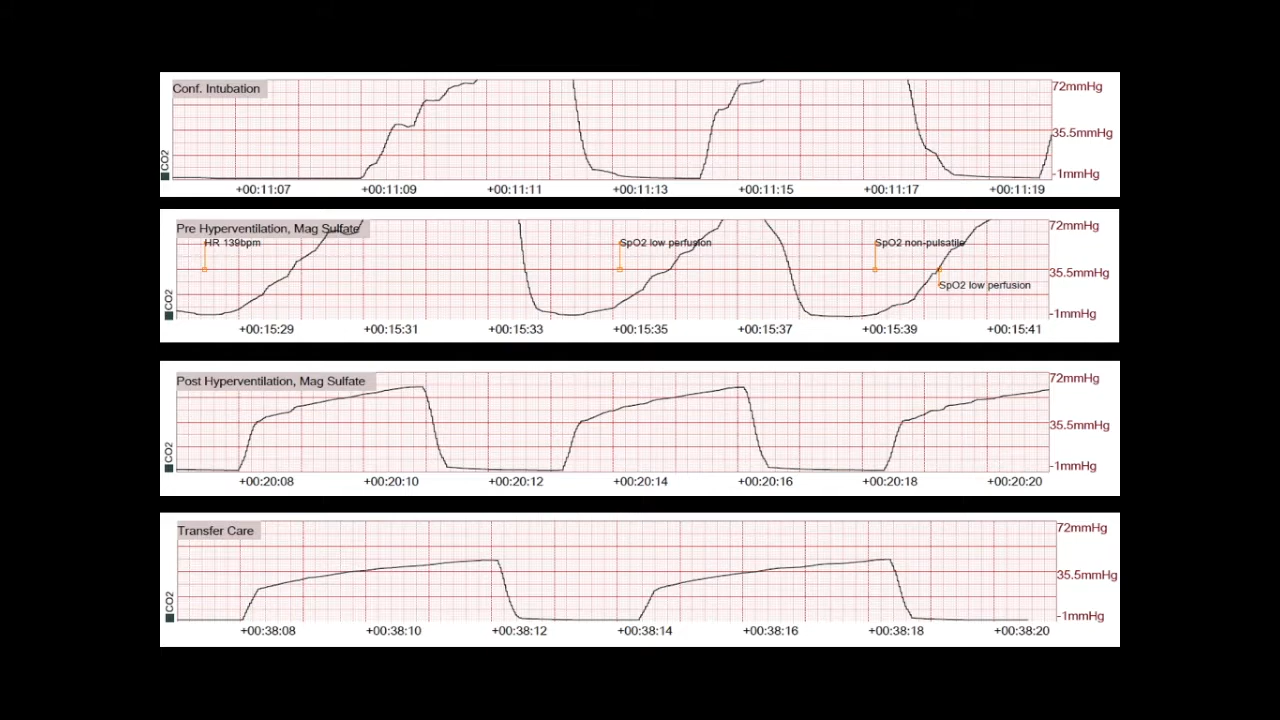 Conf. Intubation
72mmHg
35.5mmHg
-1mmHg
CO2
+00:11:07 +00:11:09 +00:11:11 +00:11:13 +00:11:15 +00:11:17 +00:11:19
Pre Hyperventilation, Mag Sulfate
72mmHg
HR 139bpm SpO2 low perfusion SpO2 non-pulsatile
35.5mmHg
SpO2 low perfusion
-1mmHg
CO2
+00:15:29 +00:15:31 +00:15:33 +00:15:35 +00:15:37 +00:15:39 +00:15:41
Post Hyperventilation, Mag Sulfate
72mmHg
35.5mmHg
-1mmHg
CO2
+00:20:08 +00:20:10 +00:20:12 +00:20:14 +00:20:16 +00:20:18 +00:20:20
Transfer Care
72mmHg
35.5mmHg
-1mmHg
CO2
+00:38:08 +00:38:10 +00:38:12 +00:38:14 +00:38:16 +00:38:18 +00:38:20